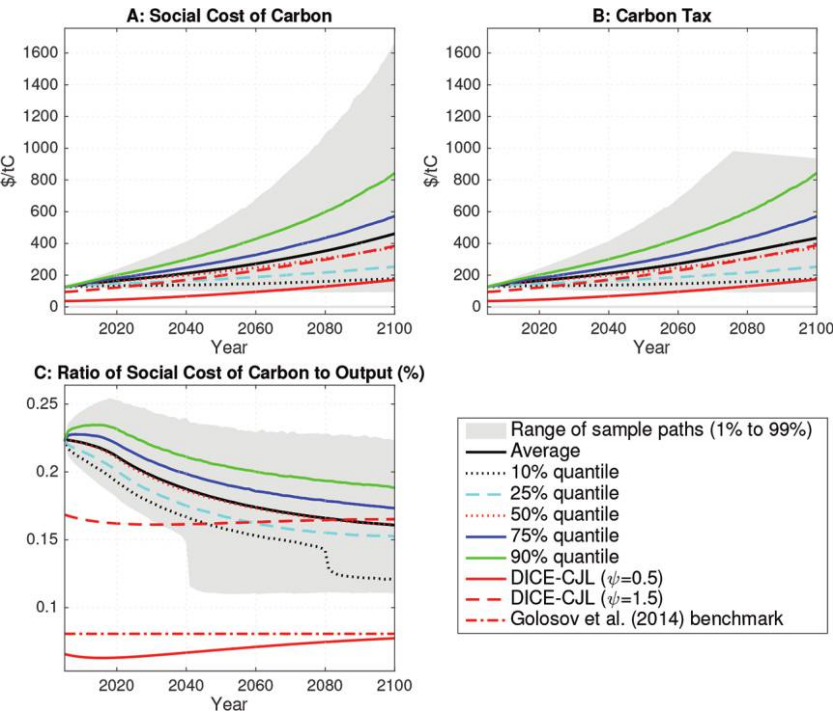 A: Social Cost of Carbon
1600
1400
1200
1000
800
600
400
200
0
$/tC
2020 2040 2060 2080 2100
Year
B: Carbon Tax
1600
1400
1200
1000
800
600
400
200
0
$/tC
2020 2040 2060 2080 2100
Year
C: Ratio of Social Cost of Carbon to Output (%)
0.25
0.2
0.15
0.1
2020 2040 2060 2080 2100
Year
Range of sample paths (1% to 99%)
Average
10% quantile
25% quantile
50% quantile
75% quantile
90% quantile
DICE-CJL (ψ=0.5)
DICE-CJL (ψ=1.5)
Golosov et al. (2014) benchmark